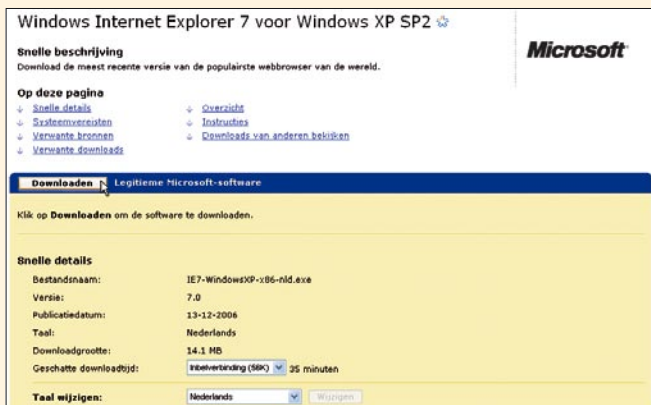 Windows Internet Explorer 7 voor Windows XP SP2
Microsoft
Snelle beschrijving
Download de meest recente versie van de populairste webbrowser van de wereld.
Op deze pagina
Snelle details
Overzicht
Systeemvereisten
Instructies
Verwante bronnen
Downloads van anderen bekijken
Verwante downloads
Downloaden Legitieme Microsoft-software
Klik op Downloaden om de software te downloaden.
Snelle details
Bestandsnaam: IE7-WindowsXP-x86-nld.exe
Versie: 7.0
Publicatiedatum: 13-12-2006
Taal: Nederlands
Downloadgrootte: 14.1 MB
Geschatte downloadtijd: Inbelverbinding (56K) 35 minuten
Taal wijzigen: Nederlands Wijzigen